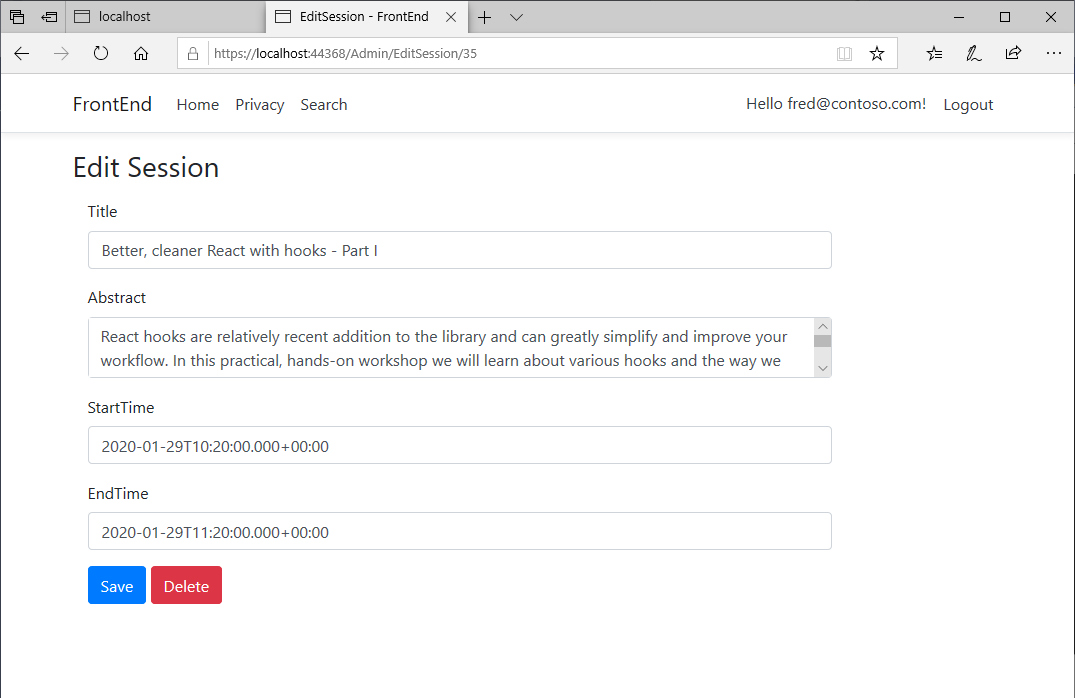 localhost
EditSession - FrontEnd
https://localhost:44368/Admin/EditSession/35
FrontEnd Home Privacy Search Hello fred@contoso.com! Logout
Edit Session
Title
Better, cleaner React with hooks - Part I
Abstract
React hooks are relatively recent addition to the library and can greatly simplify and improve your
workflow. In this practical, hands-on workshop we will learn about various hooks and the way we
StartTime
2020-01-29T10:20:00.000+00:00
EndTime
2020-01-29T11:20:00.000+00:00
Save Delete